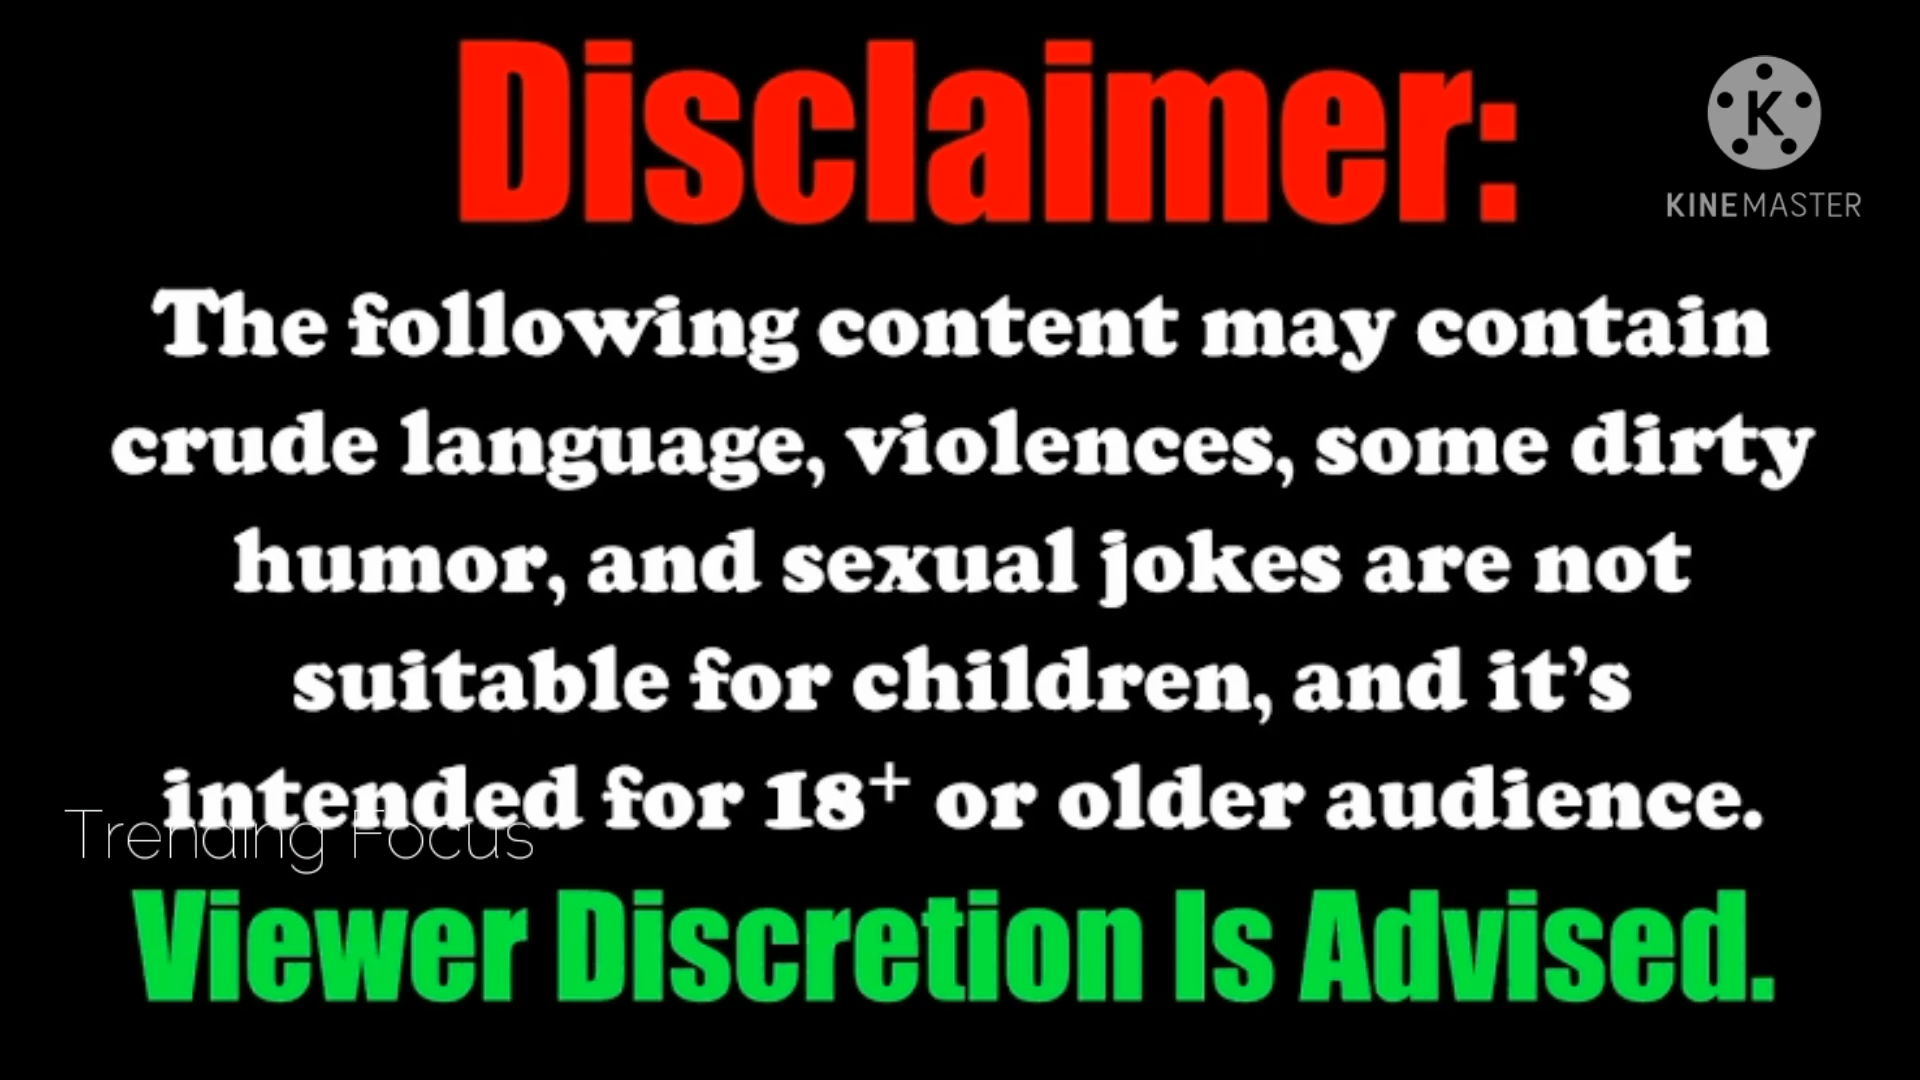 Disclaimer:
K
KINEMASTER
The following content may contain
crude language, violences, some dirty
humor, and sexual jokes are not
suitable for children, and it’s
intended for 18+ or older audience.
Trending Focus
Viewer Discretion Is Advised.